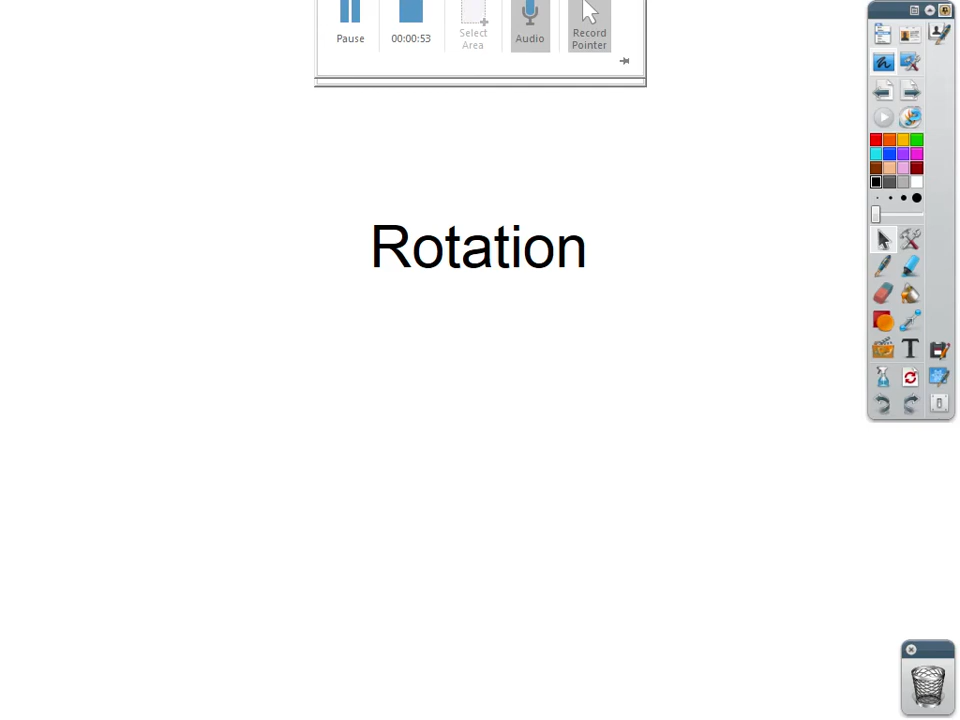 Pause
00:00:53
Select
Area
Audio
Record
Pointer
Rotation
T